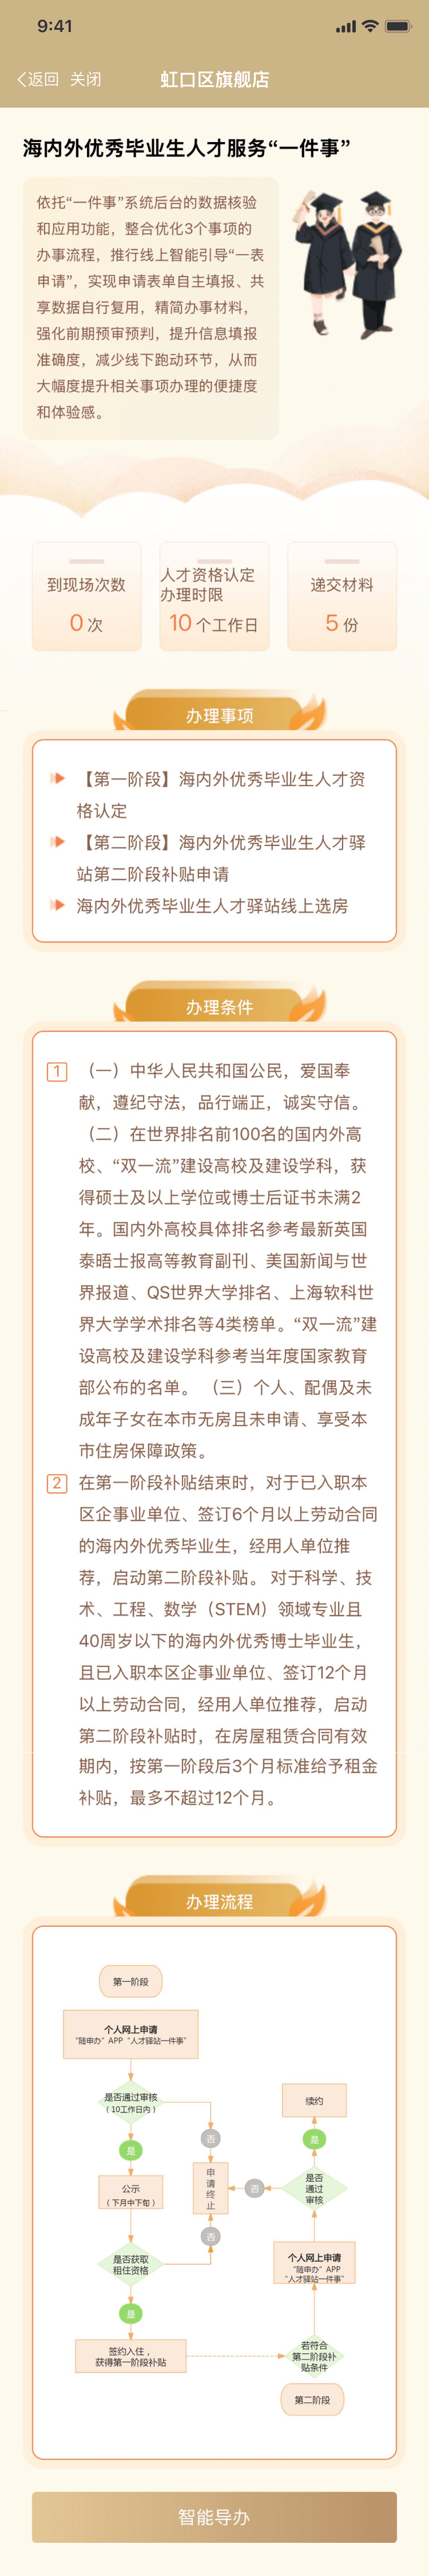 9:41
返回 关闭 虹口区旗舰店
海内外优秀毕业生人才服务“一件事”
依托“一件事”系统后台的数据核验
和应用功能，整合优化3个事项的
办事流程，推行线上智能引导“一表
申请”，实现申请表单自主填报、共
享数据自行复用，精简办事材料，
强化前期预审预判，提升信息填报
准确度，减少线下跑动环节，从而
大幅度提升相关事项办理的便捷度
和体验感。
到现场次数
0 次
人才资格认定
办理时限
10 个工作日
递交材料
5 份
办理事项
【第一阶段】海内外优秀毕业生人才资
格认定
【第二阶段】海内外优秀毕业生人才驿
站第二阶段补贴申请
海内外优秀毕业生人才驿站线上选房
办理条件
1 （一）中华人民共和国公民，爱国奉
献，遵纪守法，品行端正，诚实守信。
（二）在世界排名前100名的国内外高
校、“双一流”建设高校及建设学科，获
得硕士及以上学位或博士后证书未满2
年。国内外高校具体排名参考最新英国
泰晤士报高等教育副刊、美国新闻与世
界报道、QS世界大学排名、上海软科世
界大学学术排名等4类榜单。“双一流”建
设高校及建设学科参考当年度国家教育
部公布的名单。 （三）个人、配偶及未
成年子女在本市无房且未申请、享受本
市住房保障政策。
2 在第一阶段补贴结束时，对于已入职本
区企事业单位、签订6个月以上劳动合同
的海内外优秀毕业生，经用人单位推
荐，启动第二阶段补贴。 对于科学、技
术、工程、数学（STEM）领域专业且
40周岁以下的海内外优秀博士毕业生，
且已入职本区企事业单位、签订12个月
以上劳动合同，经用人单位推荐，启动
第二阶段补贴时，在房屋租赁合同有效
期内，按第一阶段后3个月标准给予租金
补贴，最多不超过12个月。
办理流程
第一阶段
个人网上申请
“随申办”APP“人才驿站一件事”
是否通过审核
（10工作日内）
是
公示
（下月中下旬）
是否获取
租住资格
是
签约入住，
获得第一阶段补贴
否
申
请
终
止
否
否
续约
是
是否
通过
审核
个人网上申请
“随申办”APP
“人才驿站一件事”
若符合
第二阶段补
贴条件
第二阶段
智能导办